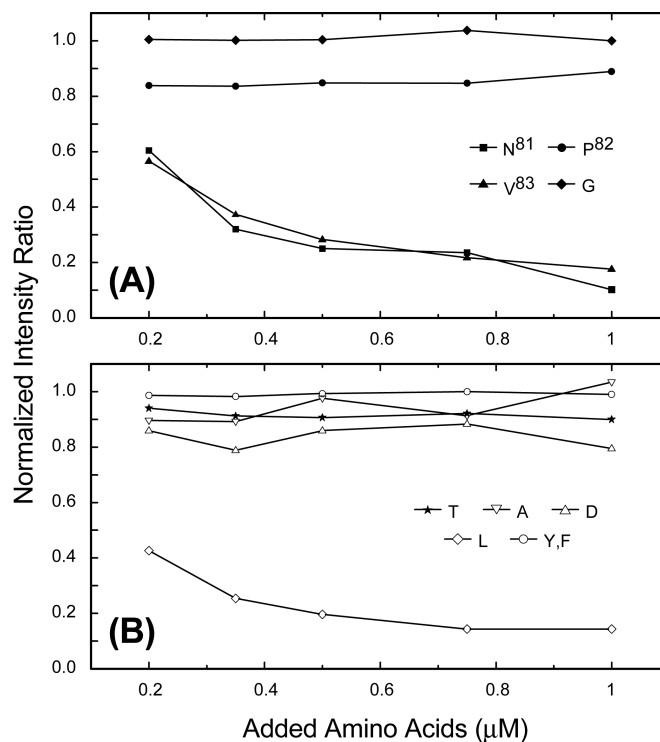 1.0
0.8
0.6
0.4
0.2
0.0
N81 P82
V83 G
(A)
0.2 0.4 0.6 0.8 1
Normalized Intensity Ratio
1.0
0.8
0.6
0.4
0.2
0.0
T A D
L Y,F
(B)
0.2 0.4 0.6 0.8 1
Added Amino Acids (μM)